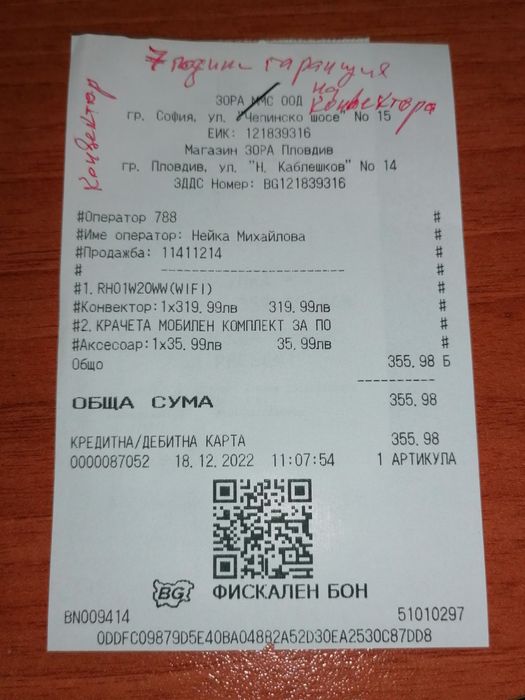 7 години гаранция
на
конвектора
конвектор
ЗОРА ММС ООД
гр. София, ул. "Чепинско шосе" No 15
ЕИК: 121839316
Магазин ЗОРА Пловдив
гр. Пловдив, ул. "Н. Каблешков" No 14
ЗДДС Номер: BG121839316
#Оператор 788 #
#Име оператор: Нейка Михайлова #
#Продажба: 11411214 #
# ------------------------ #
#1. RH01W20WW(WIFI) #
#Конвектор: 1x319.99лв 319.99лв #
#2. КРАЧЕТА МОБИЛЕН КОМПЛЕКТ ЗА ПО #
#Аксесоар: 1x35.99лв 35.99лв #
Общо 355.98 Б
----------
ОБЩА СУМА 355.98
КРЕДИТНА/ДЕБИТНА КАРТА 355.98
0000087052 18.12.2022 11:07:54 1 АРТИКУЛА
BG ФИСКАЛЕН БОН
BN009414 51010297
0DDFC09879D5E40BA04882A52D30EA2530C87DD8